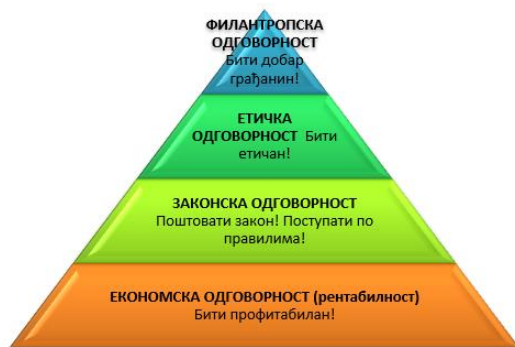 ФИЛАНТРОПСКА
ОДГОВОРНОСТ
Бити добар
грађанин!
ЕТИЧКА
ОДГОВОРНОСТ Бити
етичан!
ЗАКОНСКА ОДГОВОРНОСТ
Поштовати закон! Поступати по
правилима!
ЕКОНОМСКА ОДГОВОРНОСТ (рентабилност)
Бити профитабилан!